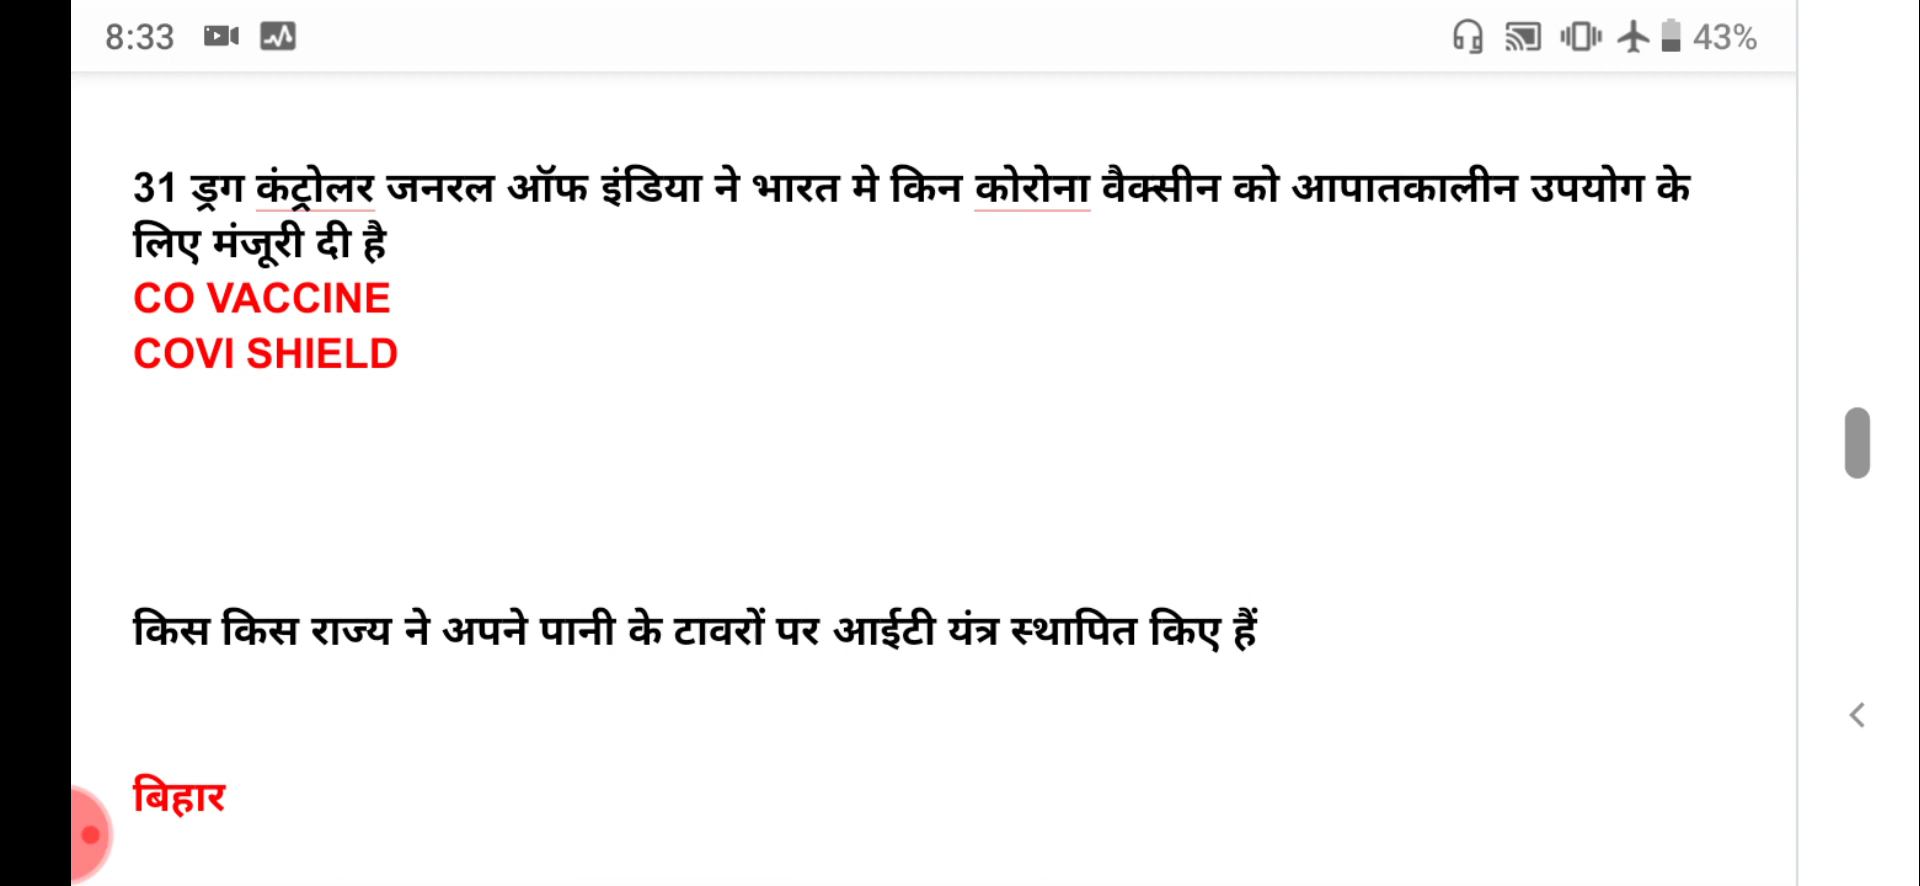 8:33
43%
31 ड्रग कंट्रोलर जनरल ऑफ इंडिया ने भारत मे किन कोरोना वैक्सीन को आपातकालीन उपयोग के
लिए मंजूरी दी है
CO VACCINE
COVI SHIELD
किस किस राज्य ने अपने पानी के टावरों पर आईटी यंत्र स्थापित किए हैं
बिहार